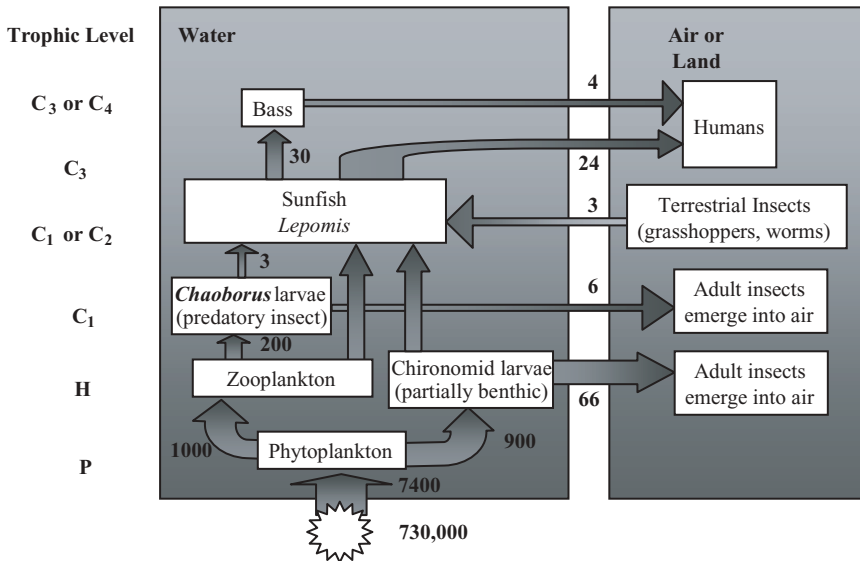 Trophic Level
Water
Air or
Land
C3 or C4
Bass
4
Humans
30
C3
24
Sunfish
Lepomis
3
Terrestrial Insects
(grasshoppers, worms)
C1 or C2
3
Chaoborus larvae
(predatory insect)
6
Adult insects
emerge into air
C1
200
Zooplankton
Chironomid larvae
(partially benthic)
66
Adult insects
emerge into air
H
1000
Phytoplankton
900
P
7400
730,000